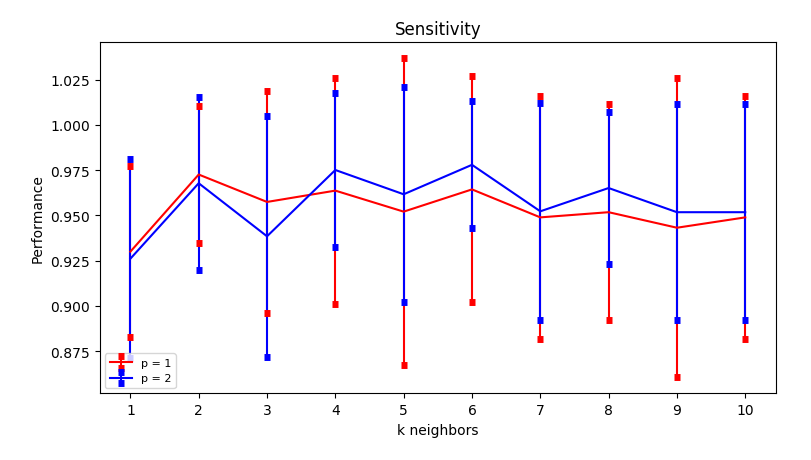 Sensitivity
Performance
1.025
1.000
0.975
0.950
0.925
0.900
0.875
p = 1
p = 2
1 2 3 4 5 6 7 8 9 10
k neighbors